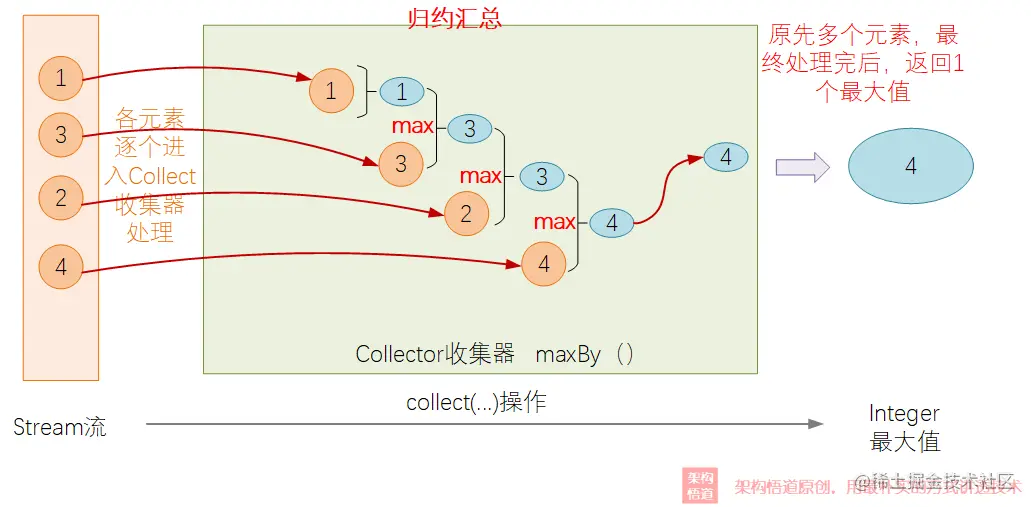 归约汇总
1
3
2
4
各元素
逐个进
入Collect
收集器
处理
1
1
max
3
3
max
2
3
max
4
4
4
原先多个元素，最
终处理完后，返回1
个最大值
4
Collector收集器 maxBy（）
collect(...)操作
Stream流
Integer
最大值
架构
悟道
架构悟道原创，用最朴实的方式讲透技术
@稀土掘金技术社区